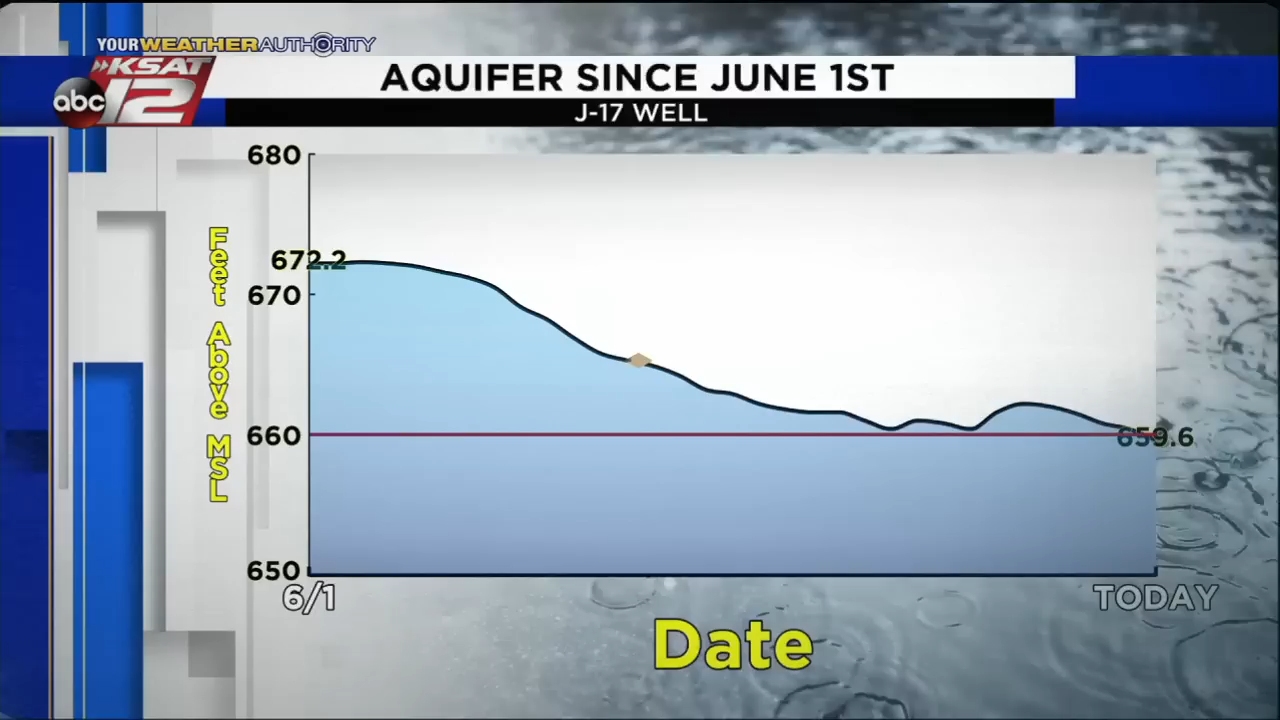 YOURWEATHERAUTHORITY
KSAT
abc 12
AQUIFER SINCE JUNE 1ST
J-17 WELL
680
672.2
670
Feet Above MSL
660
659.6
650
6/1
TODAY
Date